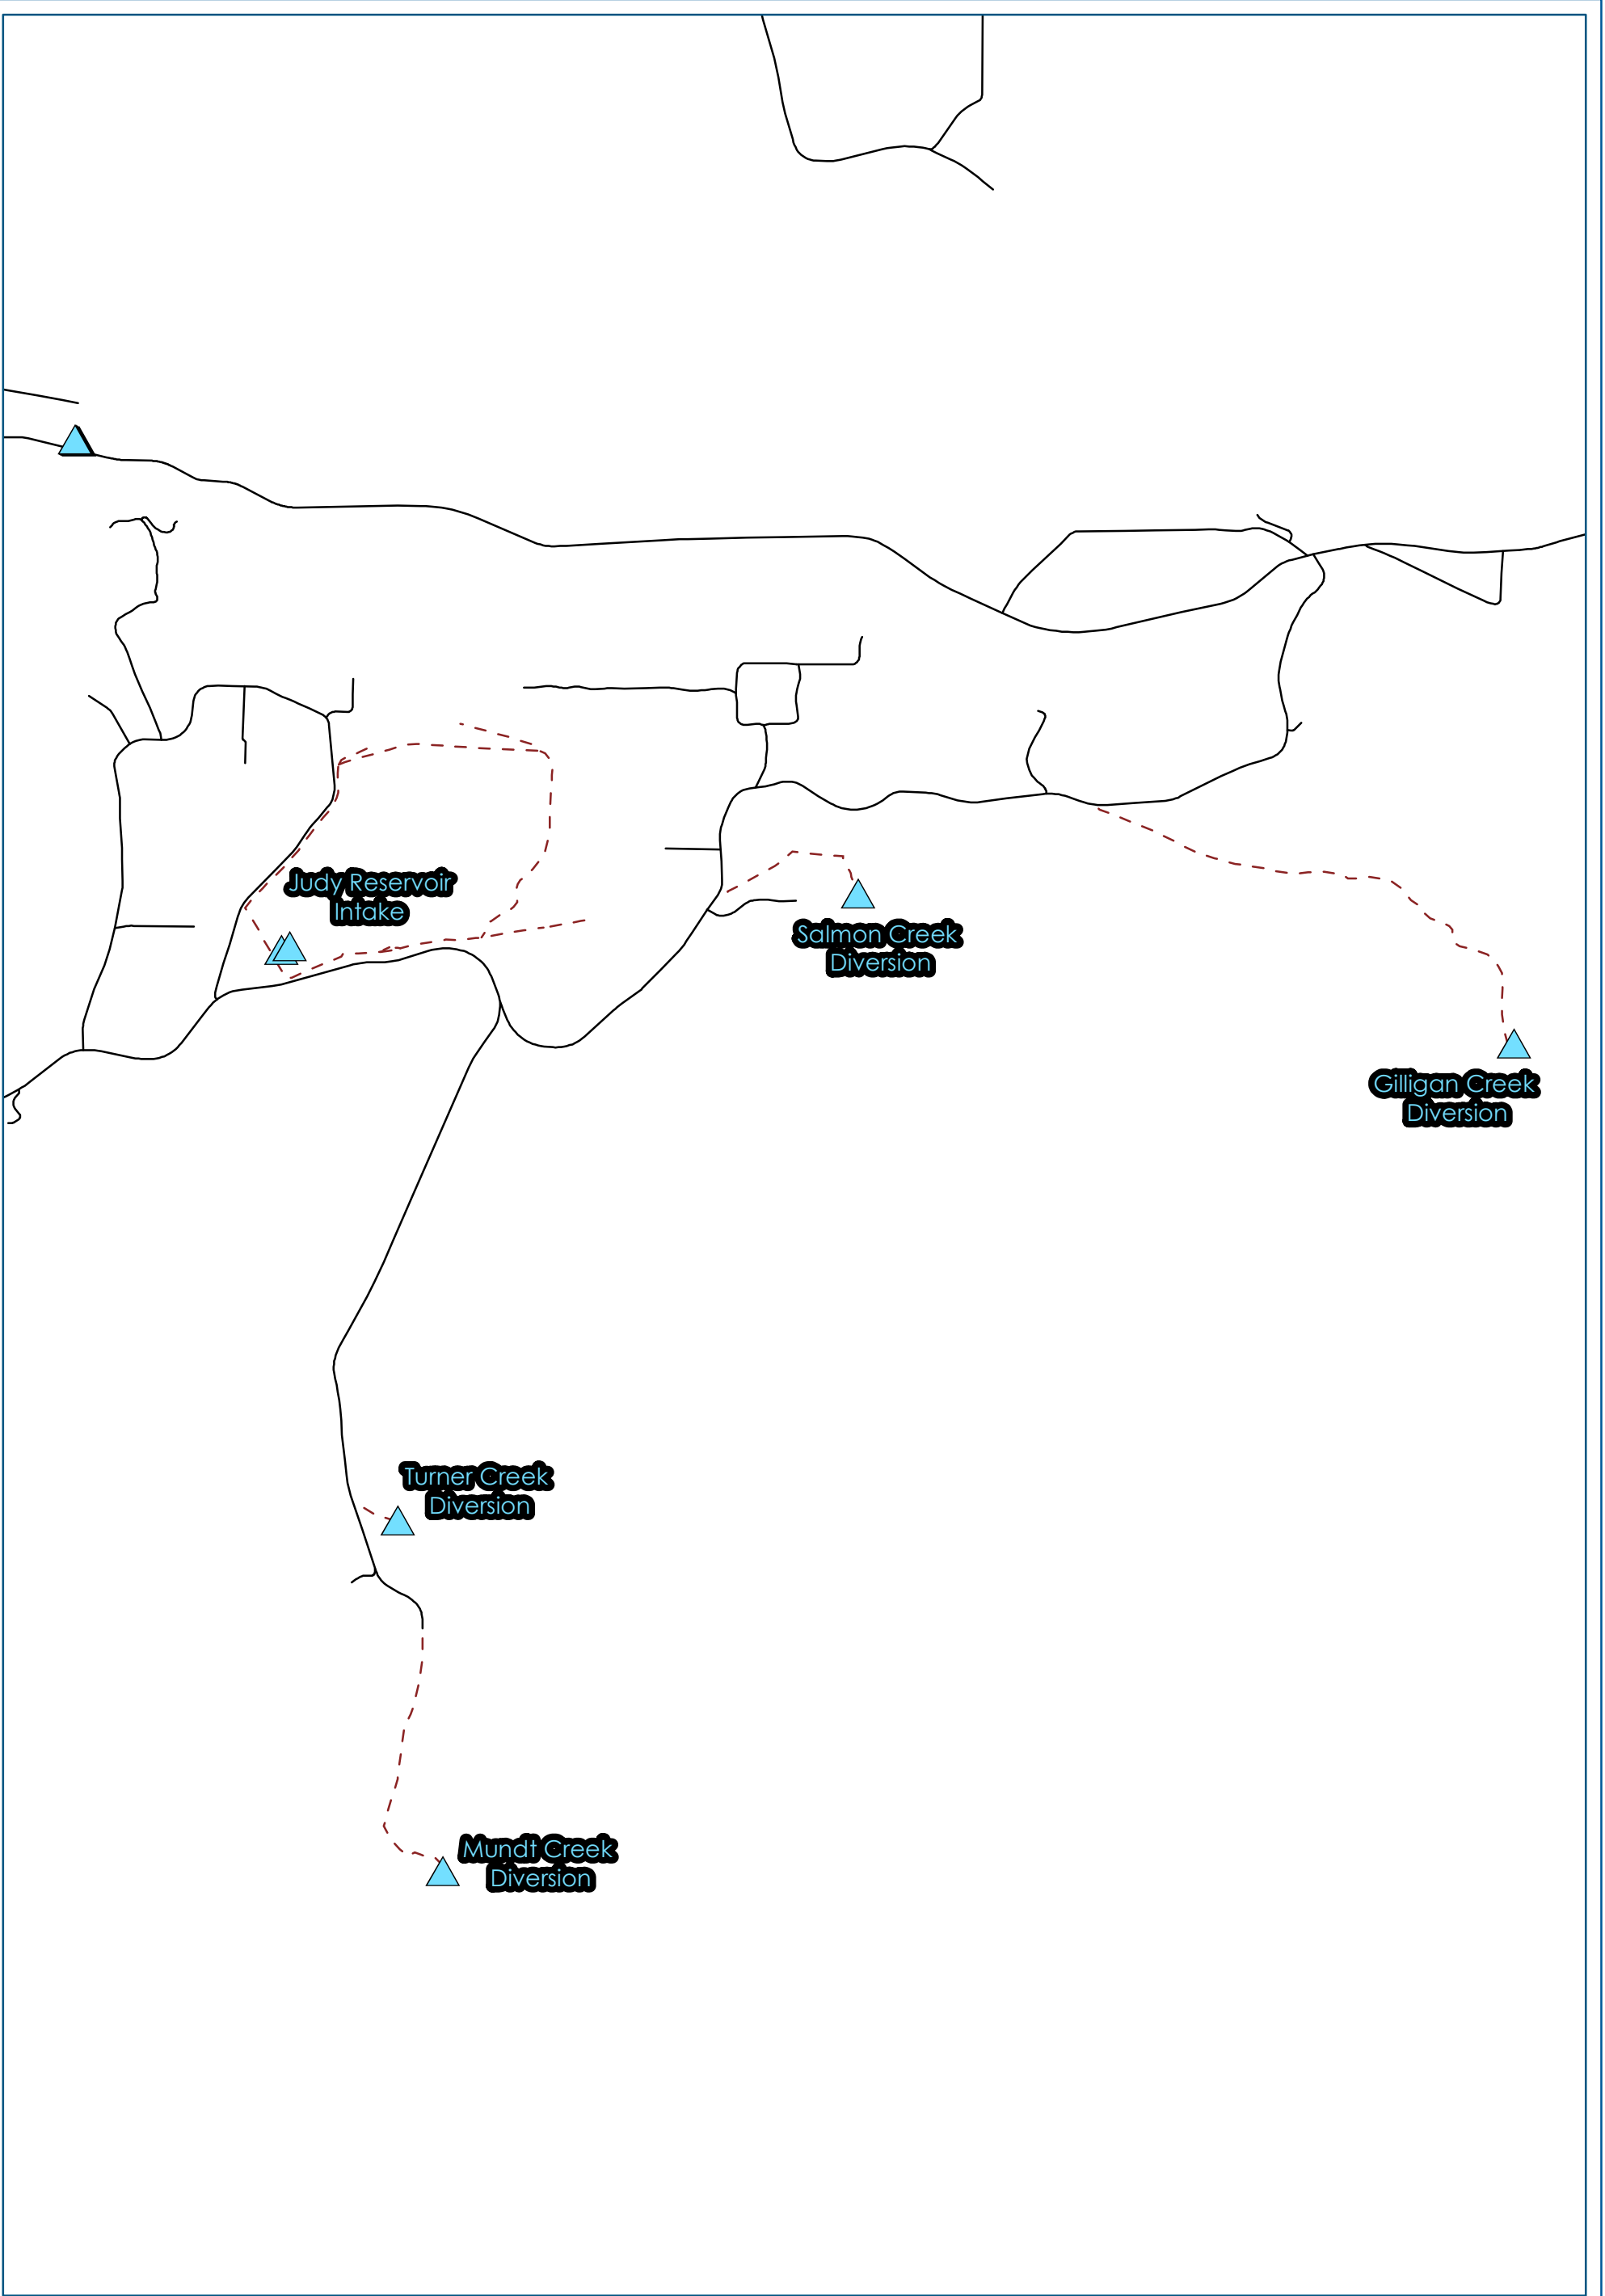 Judy Reservoir
Intake
Salmon Creek
Diversion
Gilligan Creek
Diversion
Turner Creek
Diversion
Mundt Creek
Diversion